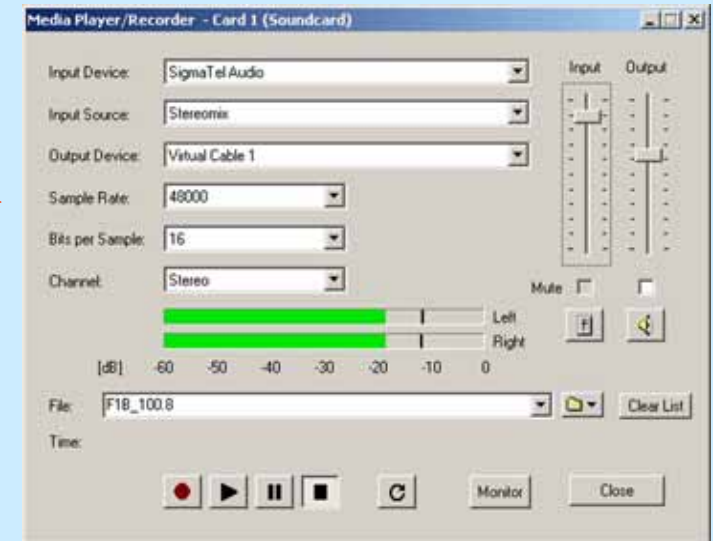 Media Player/Recorder - Card 1 (Soundcard)
Input Device: SigmaTel Audio
Input Output
Input Source: Stereomix
Output Device: Virtual Cable 1
Sample Rate: 48000
Bits per Sample: 16
Channel: Stereo
Mute
Left
Right
[dB] -60 -50 -40 -30 -20 -10 0
File: F1B_100.8 Clear List
Time:
Monitor Close